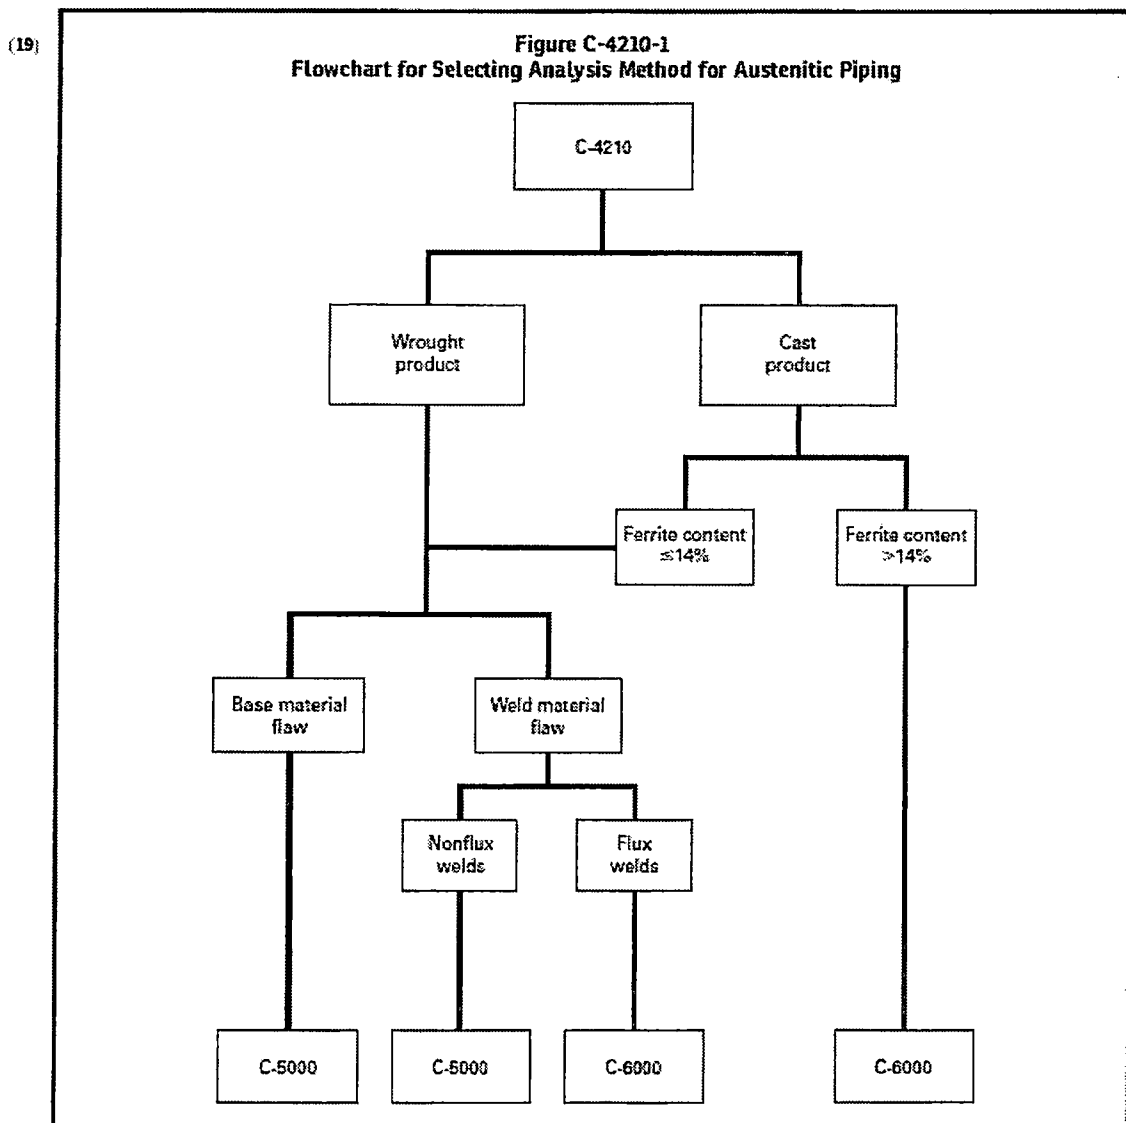 (19)
Figure C-4210-1
Flowchart for Selecting Analysis Method for Austenitic Piping
C-4210
Wrought
product
Cast
product
Ferrite content
≤14%
Ferrite content
>14%
Base material
flaw
Weld material
flaw
Nonflux
welds
Flux
welds
C-5000
C-5000
C-6000
C-6000